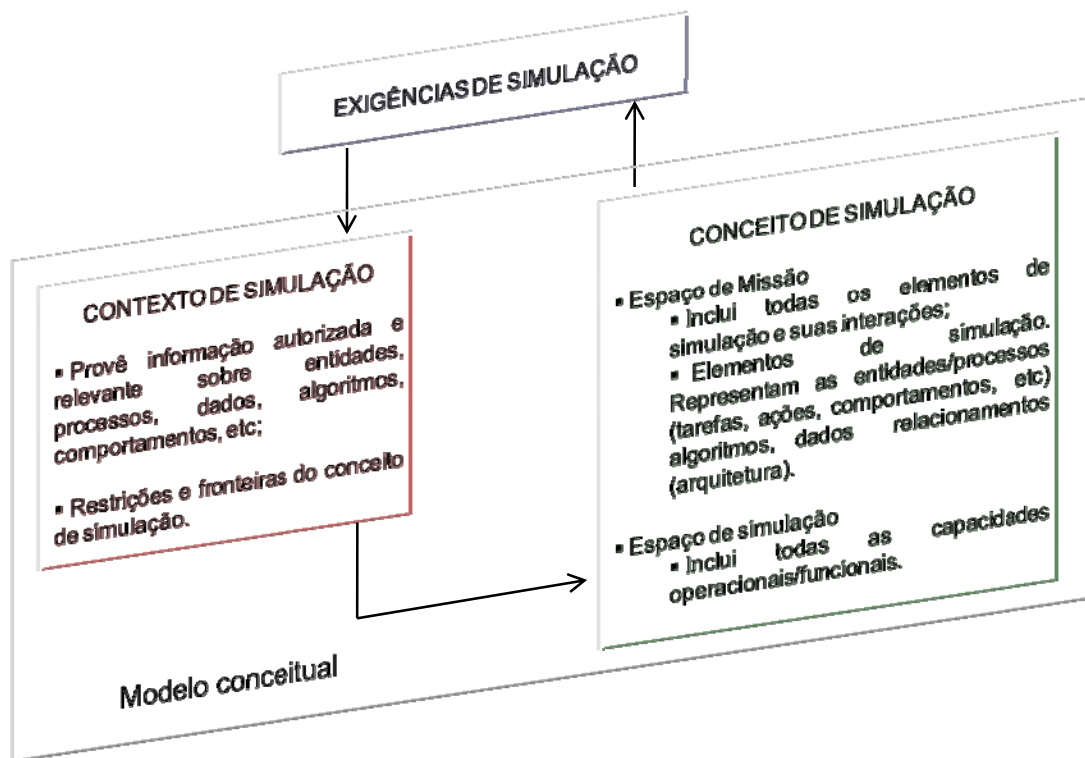 EXIGÊNCIAS DE SIMULAÇÃO
CONTEXTO DE SIMULAÇÃO
▪ Provê informação autorizada e
relevante sobre entidades,
processos, dados, algoritmos,
comportamentos, etc;
▪ Restrições e fronteiras do conceito
de simulação.
CONCEITO DE SIMULAÇÃO
▪ Espaço de Missão
▪ Inclui todas os elementos de
simulação e suas interações;
▪ Elementos de simulação.
Representam as entidades/processos
(tarefas, ações, comportamentos, etc)
algoritmos, dados relacionamentos
(arquitetura).
▪ Espaço de simulação
▪ Inclui todas as capacidades
operacionais/funcionais.
Modelo conceitual